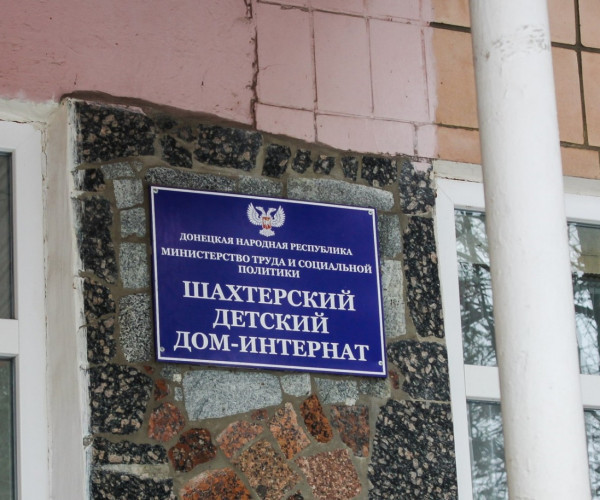 ДОНЕЦКАЯ НАРОДНАЯ РЕСПУБЛИКА
МИНИСТЕРСТВО ТРУДА И СОЦИАЛЬНОЙ
ПОЛИТИКИ
ШАХТЕРСКИЙ
ДЕТСКИЙ
ДОМ-ИНТЕРНАТ